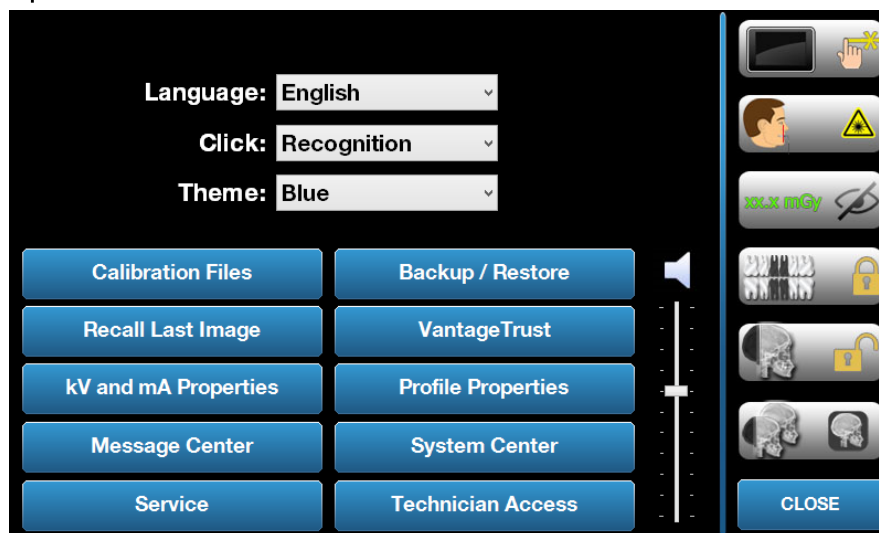 Language: English
Click: Recognition
Theme: Blue
Calibration Files
Backup / Restore
Recall Last Image
VantageTrust
kV and mA Properties
Profile Properties
Message Center
System Center
Service
Technician Access
xx.x mGy
CLOSE